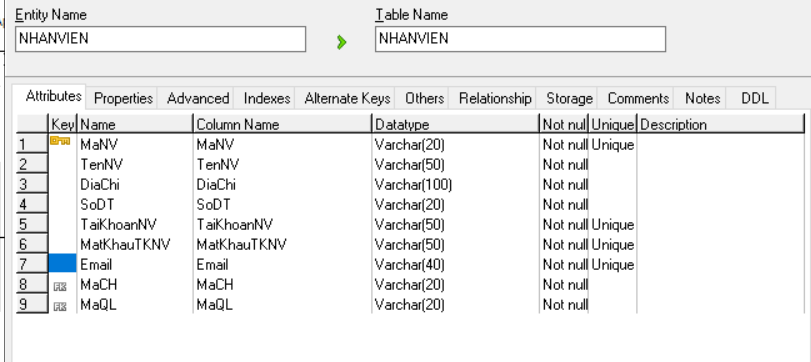 Entity Name Table Name
NHANVIEN NHANVIEN
Attributes Properties Advanced Indexes Alternate Keys Others Relationship Storage Comments Notes DDL
Key Name Column Name Datatype Not nul Unique Description
1 MaNV MaNV Varchar(20) Not null Unique
2 TenNV TenNV Varchar(50) Not null
3 DiaChi DiaChi Varchar(100) Not null
4 SoDT SoDT Varchar(20) Not null
5 TaiKhoanNV TaiKhoanNV Varchar(50) Not null Unique
6 MatKhauTKNV MatKhauTKNV Varchar(50) Not null Unique
7 Email Email Varchar(40) Not null Unique
8 MaCH MaCH Varchar(20) Not null
9 MaQL MaQL Varchar(20) Not null